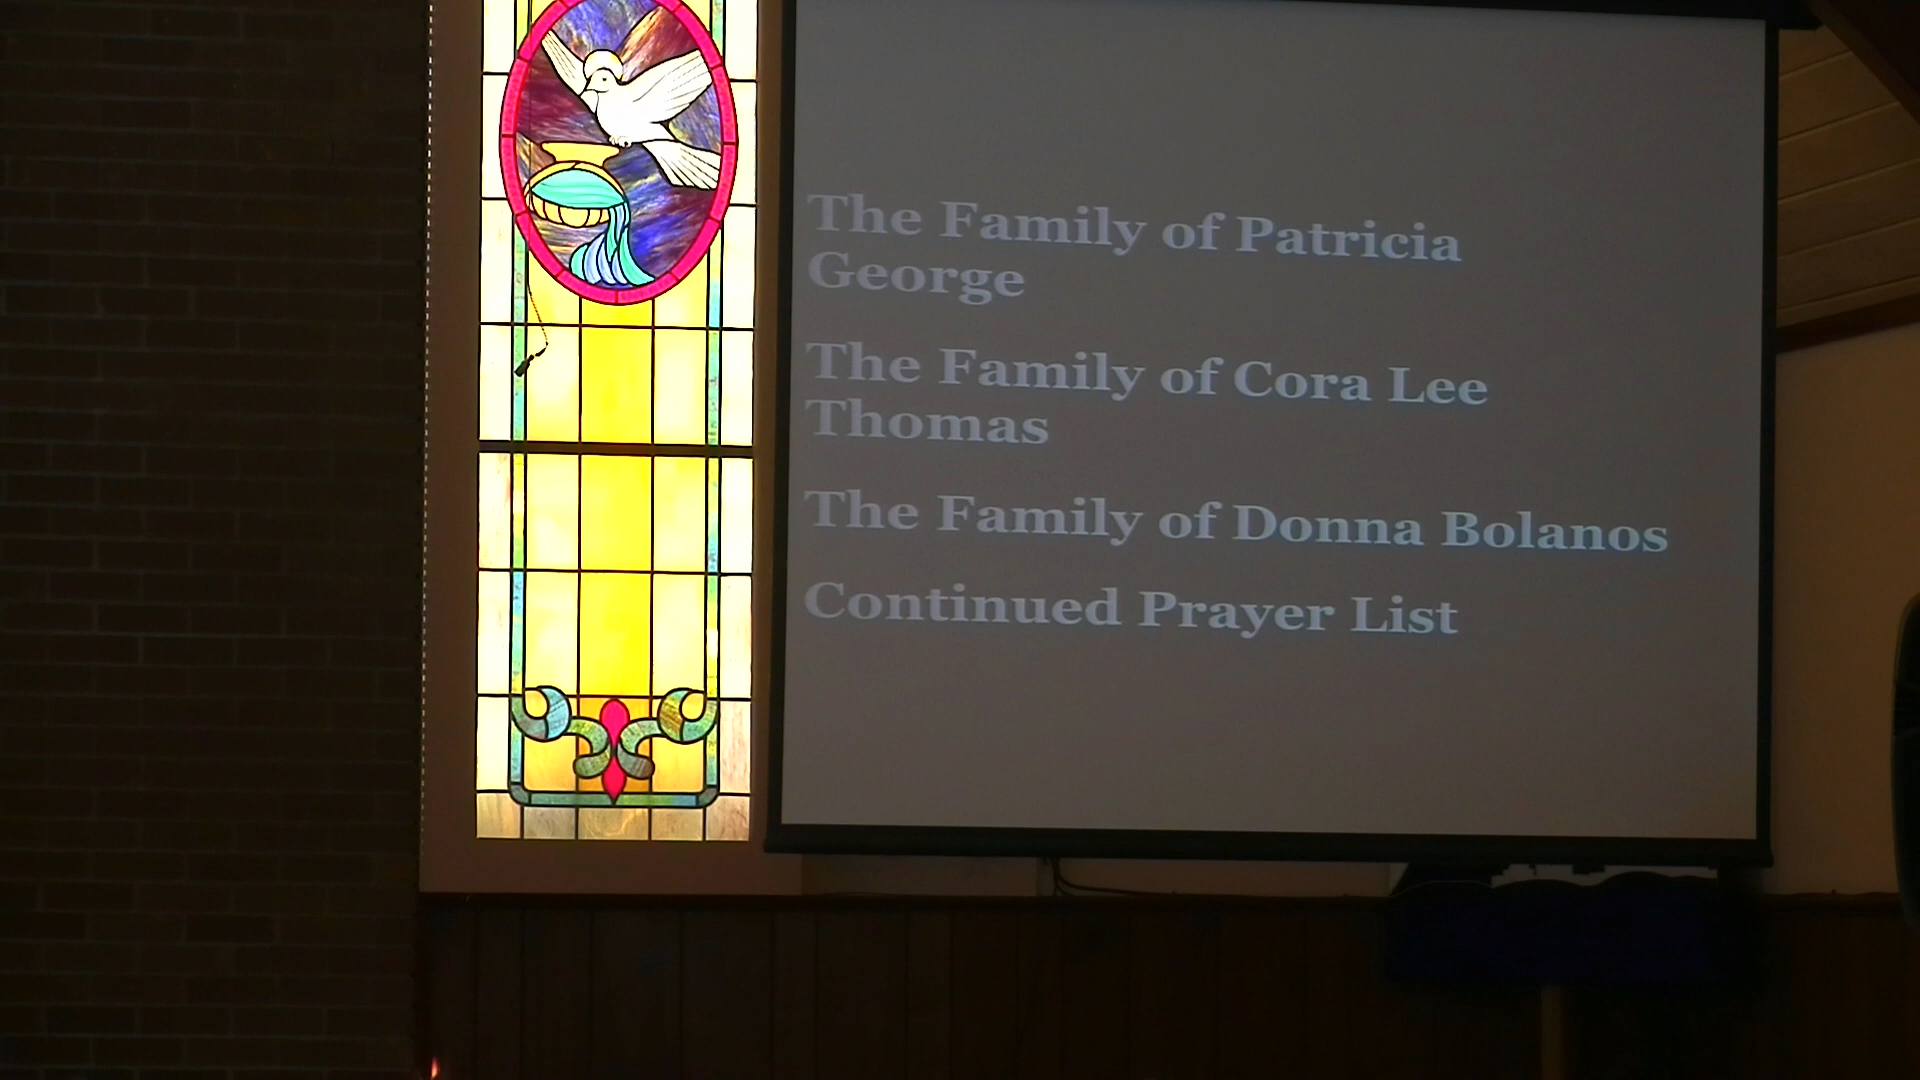 The Family of Patricia
George
The Family of Cora Lee
Thomas
The Family of Donna Bolanos
Continued Prayer List